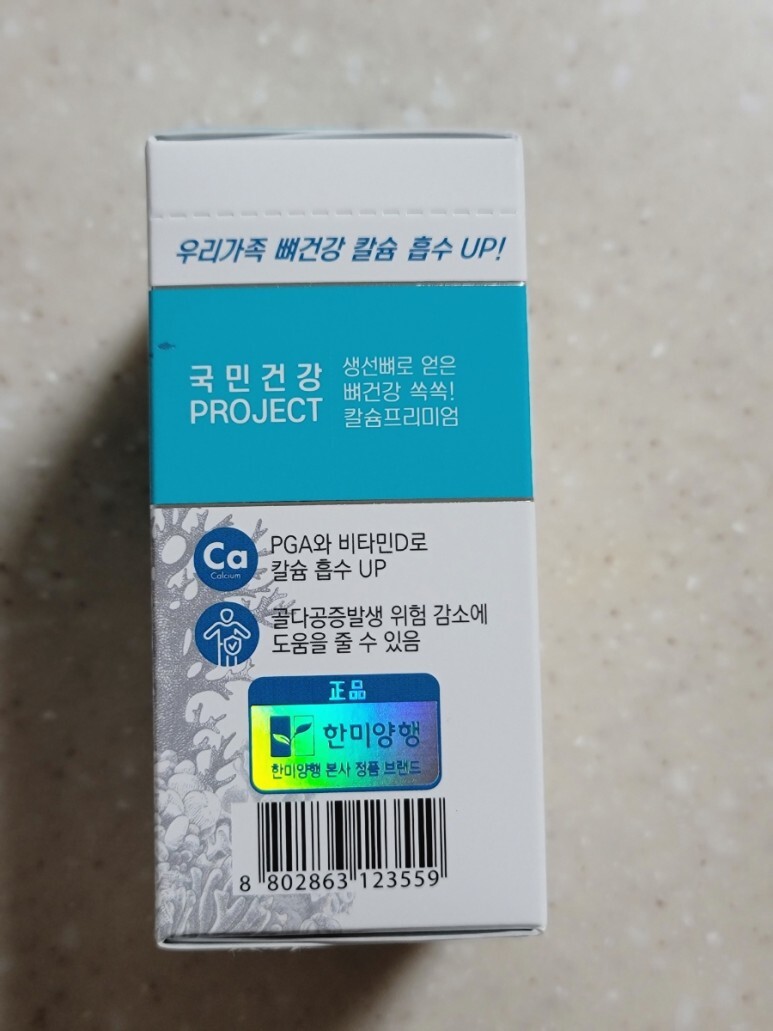 우리가족 뼈건강 칼슘 흡수 UP!
국민건강
PROJECT
생선뼈로 얻은
뼈건강 쏙쏙!
칼슘프리미엄
Ca
Calcium
PGA와 비타민D로
칼슘 흡수 UP
골다공증발생 위험 감소에
도움을 줄 수 있음
正品
한미양행
한미양행 본사 정품 브랜드
8 802863 123559